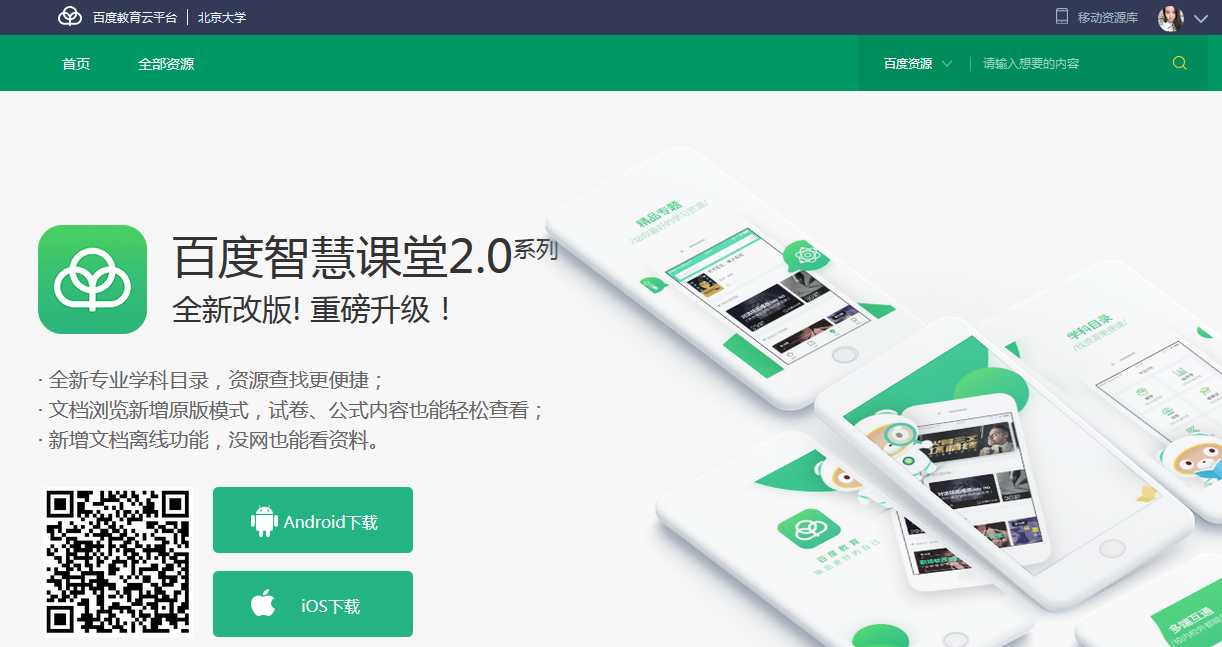 百度教育云平台 | 北京大学
移动资源库
首页 全部资源
百度资源 请输入想要的内容
百度智慧课堂2.0系列
全新改版! 重磅升级！
· 全新专业学科目录，资源查找更便捷；
· 文档浏览新增原版模式，试卷、公式内容也能轻松查看；
· 新增文档离线功能，没网也能看资料。
Android下载
iOS下载
精品专题
学科目录
百度教育
多端互通